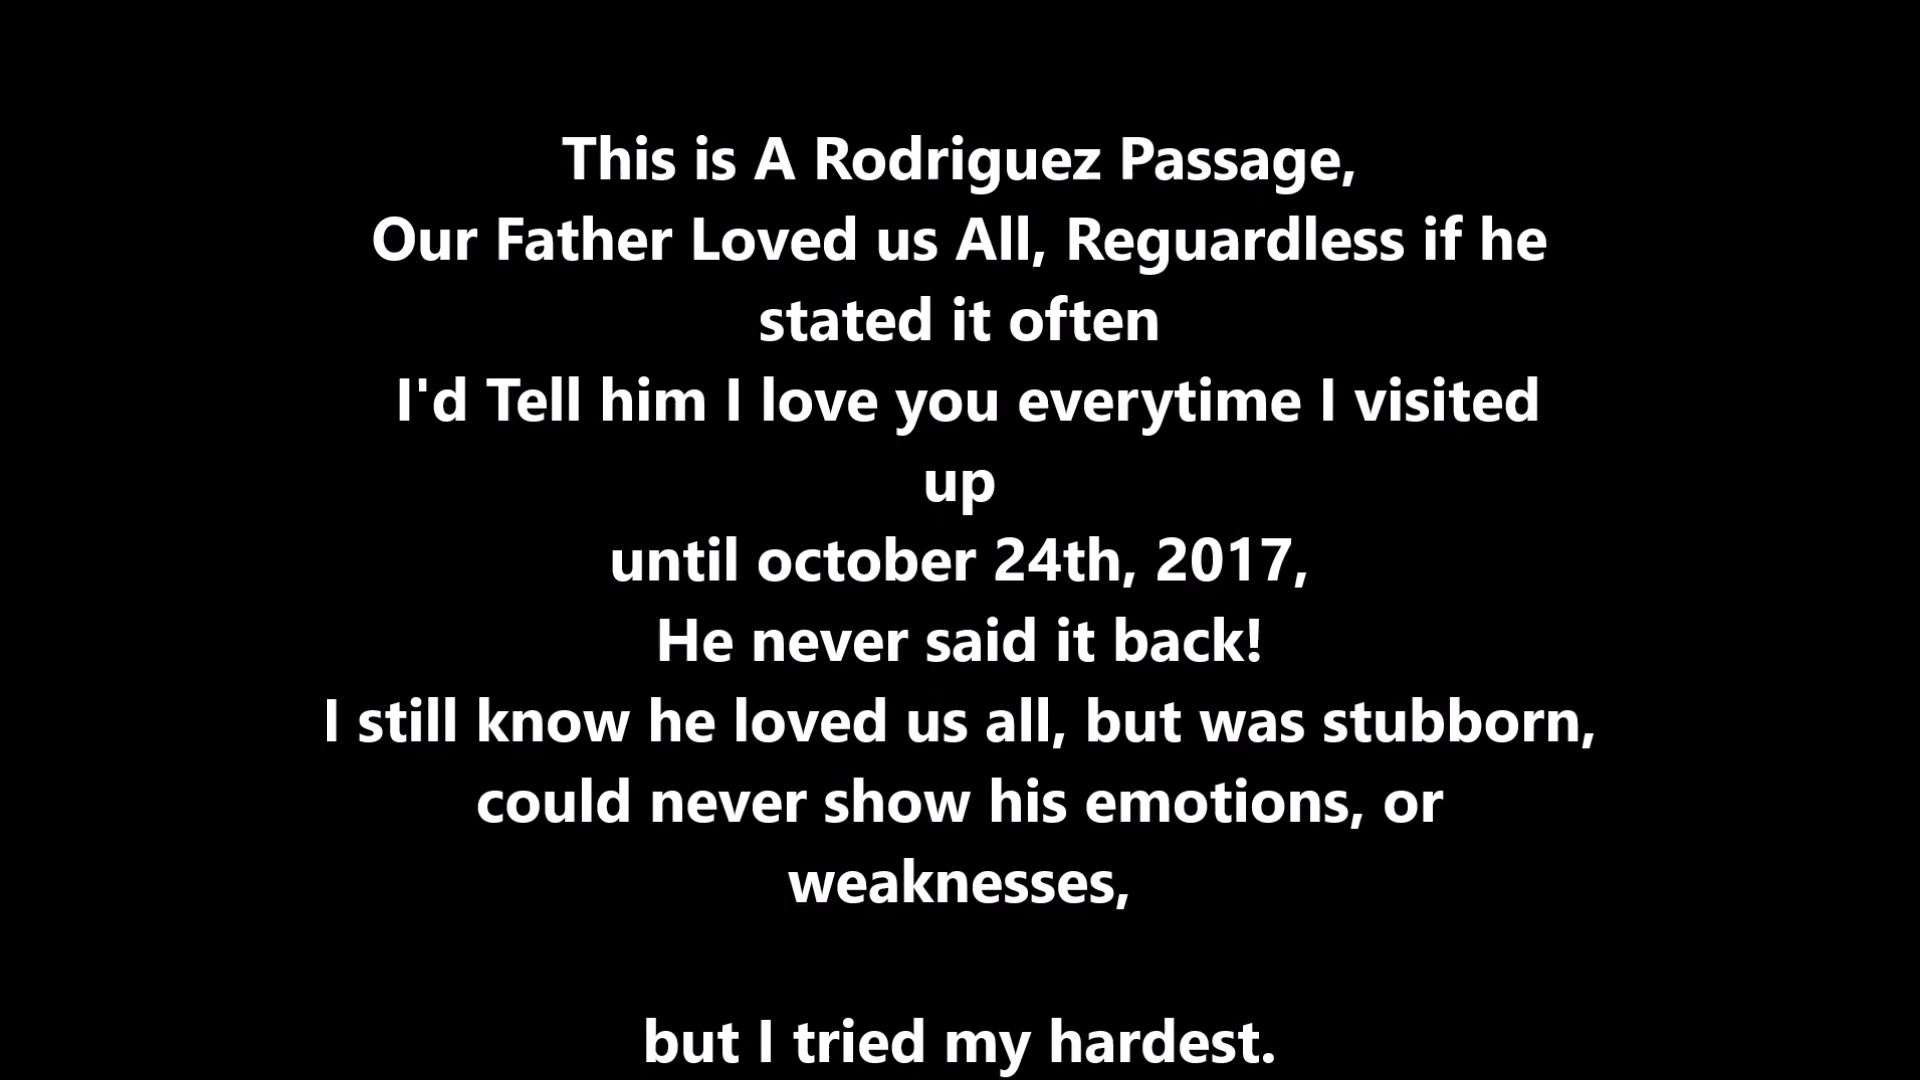 This is A Rodriguez Passage,
Our Father Loved us All, Reguardless if he
stated it often
I'd Tell him I love you everytime I visited
up
until october 24th, 2017,
He never said it back!
I still know he loved us all, but was stubborn,
could never show his emotions, or
weaknesses,
but I tried my hardest.